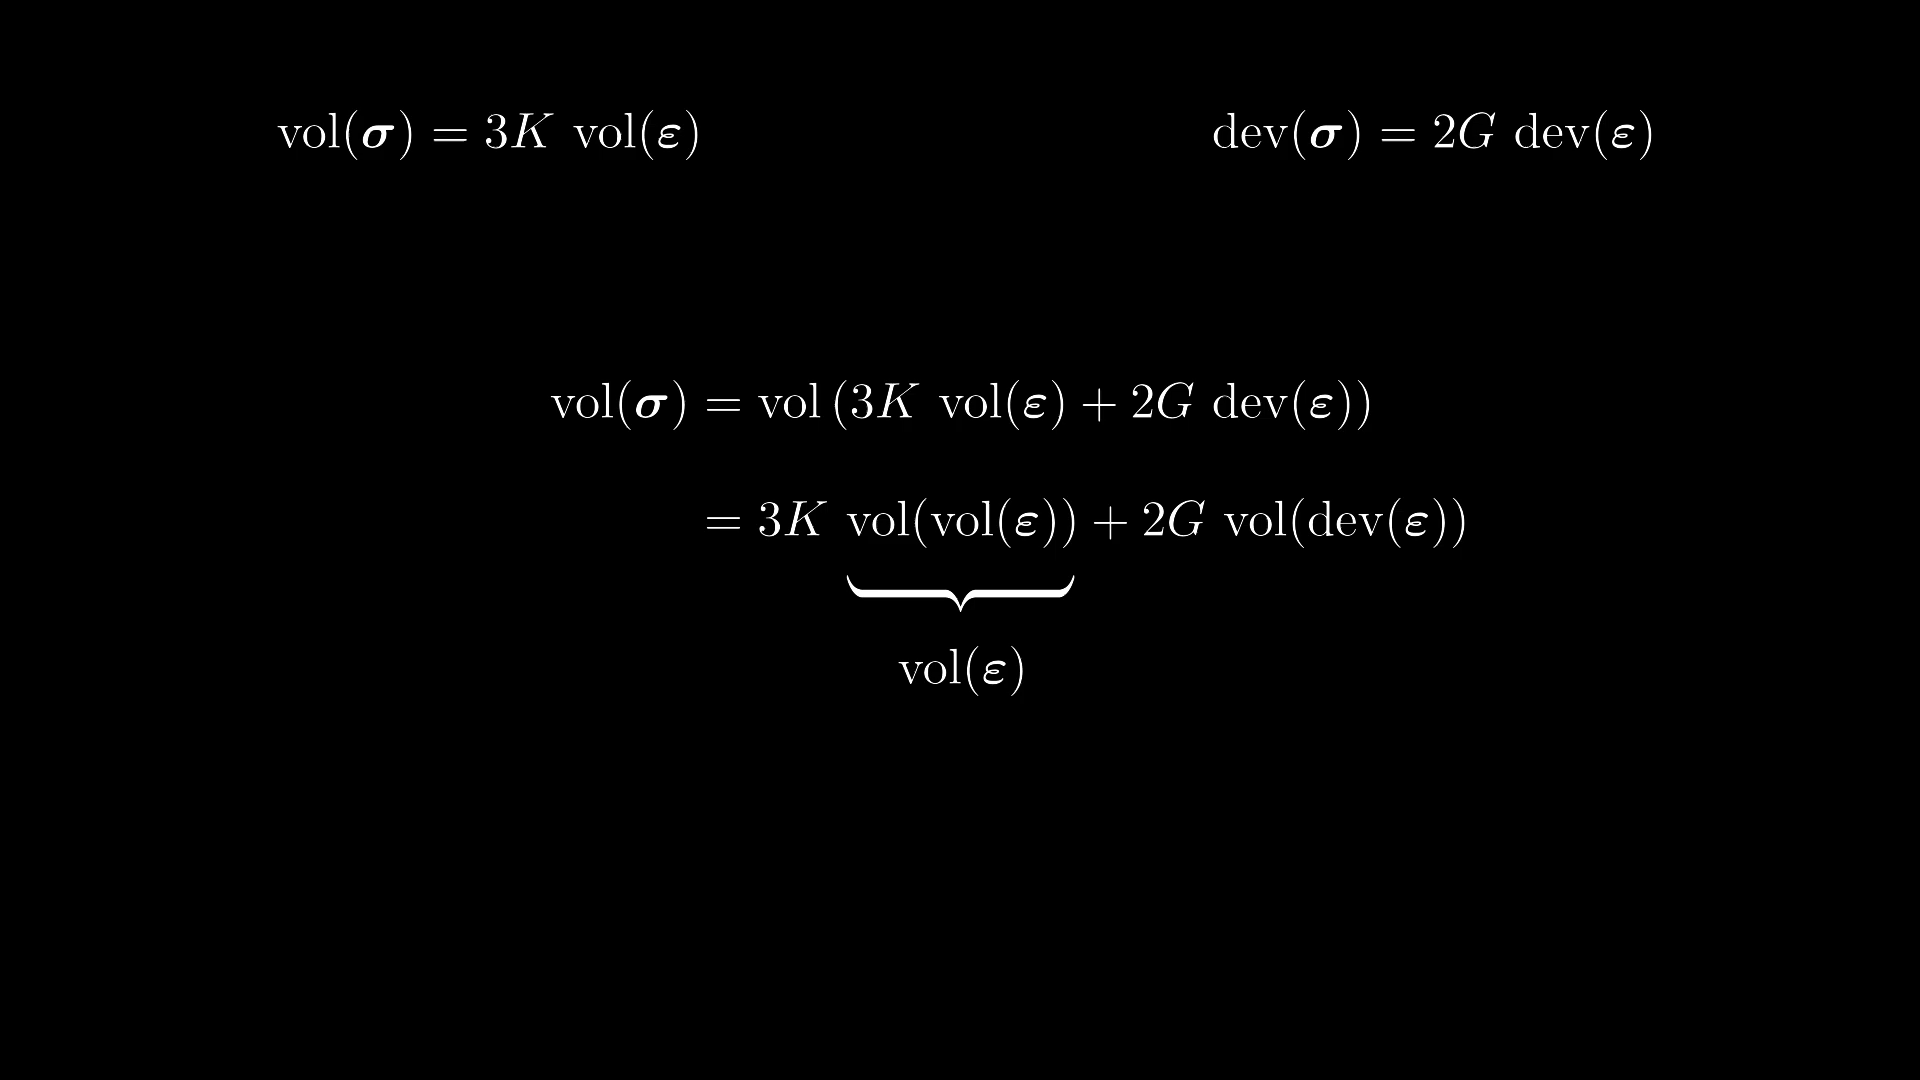 vol(𝝈) = 3K vol(𝜺)
dev(𝝈) = 2G dev(𝜺)
vol(𝝈) = vol (3K vol(𝜺) + 2G dev(𝜺))
= 3K vol(vol(𝜺)) + 2G vol(dev(𝜺))
vol(𝜺)